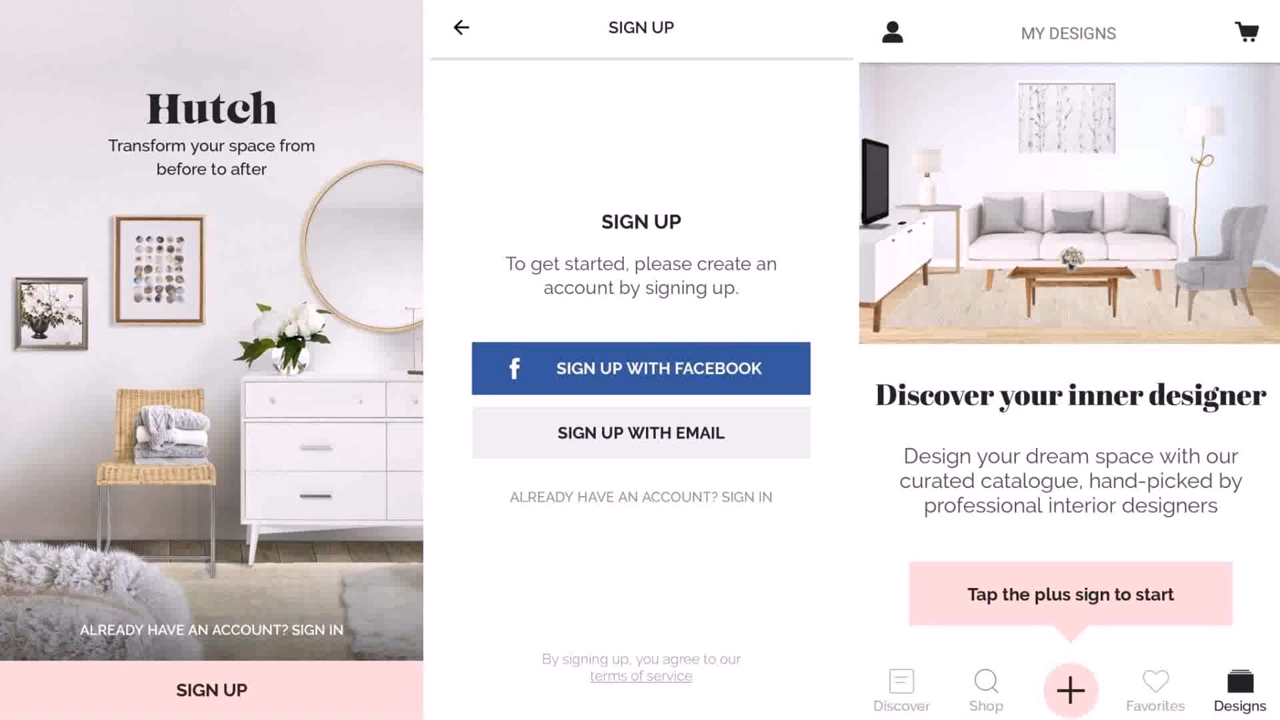 Hutch
Transform your space from
before to after
ALREADY HAVE AN ACCOUNT? SIGN IN
SIGN UP
SIGN UP
SIGN UP
To get started, please create an
account by signing up.
SIGN UP WITH FACEBOOK
SIGN UP WITH EMAIL
ALREADY HAVE AN ACCOUNT? SIGN IN
By signing up, you agree to our
terms of service
MY DESIGNS
Discover your inner designer
Design your dream space with our
curated catalogue, hand-picked by
professional interior designers
Tap the plus sign to start
Discover
Shop
Favorites
Designs